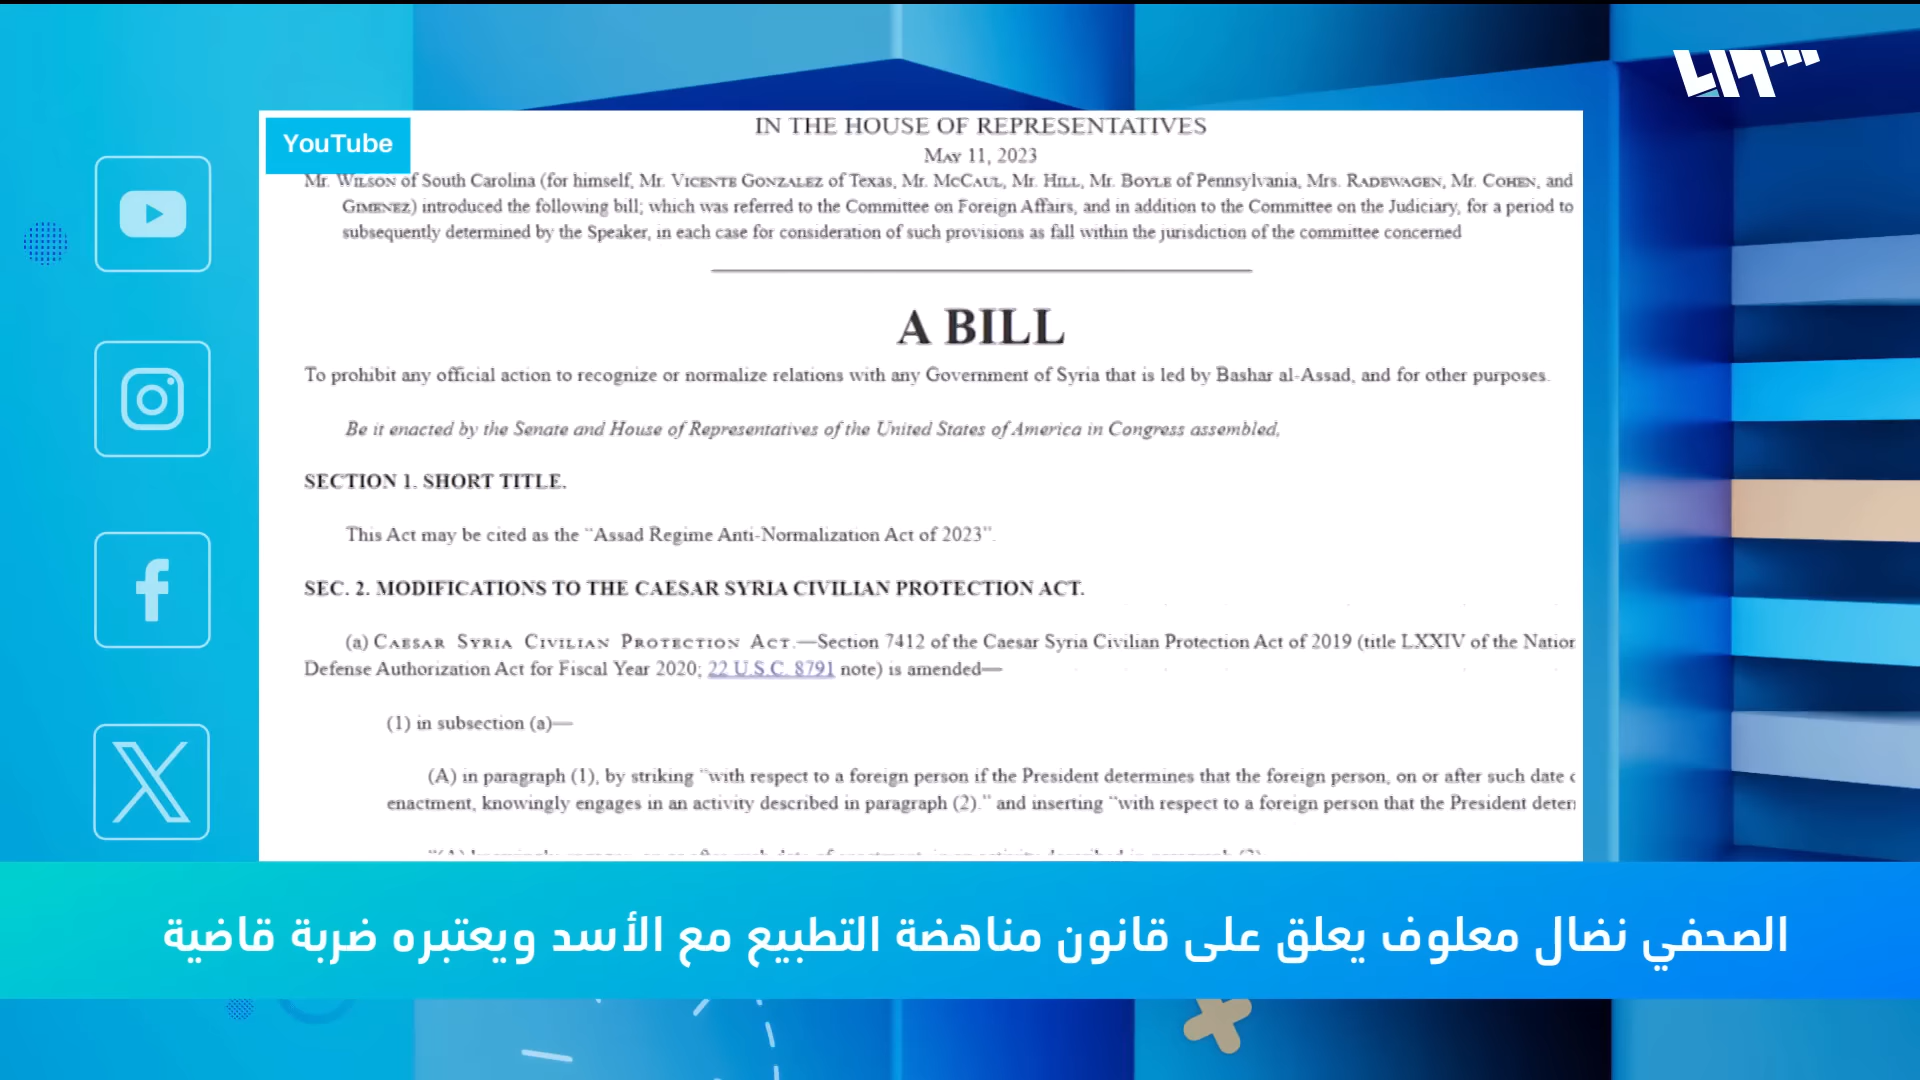 YouTube
IN THE HOUSE OF REPRESENTATIVES
May 11, 2023
Mr. Wilson of South Carolina (for himself, Mr. Vicente Gonzalez of Texas, Mr. McCaul, Mr. Hill, Mr. Boyle of Pennsylvania, Mrs. Radewagen, Mr. Cohen, and
Gimenez) introduced the following bill; which was referred to the Committee on Foreign Affairs, and in addition to the Committee on the Judiciary, for a period to
subsequently determined by the Speaker, in each case for consideration of such provisions as fall within the jurisdiction of the committee concerned
A BILL
To prohibit any official action to recognize or normalize relations with any Government of Syria that is led by Bashar al-Assad, and for other purposes.
Be it enacted by the Senate and House of Representatives of the United States of America in Congress assembled,
SECTION 1. SHORT TITLE.
This Act may be cited as the “Assad Regime Anti-Normalization Act of 2023”.
SEC. 2. MODIFICATIONS TO THE CAESAR SYRIA CIVILIAN PROTECTION ACT.
(a) Caesar Syria Civilian Protection Act.—Section 7412 of the Caesar Syria Civilian Protection Act of 2019 (title LXXIV of the Nation
Defense Authorization Act for Fiscal Year 2020; 22 U.S.C. 8791 note) is amended—
(1) in subsection (a)—
(A) in paragraph (1), by striking “with respect to a foreign person if the President determines that the foreign person, on or after such date o
enactment, knowingly engages in an activity described in paragraph (2).” and inserting “with respect to a foreign person that the President deter
الصحفي نضال معلوف يعلق على قانون مناهضة التطبيع مع الأسد ويعتبره ضربة قاضية